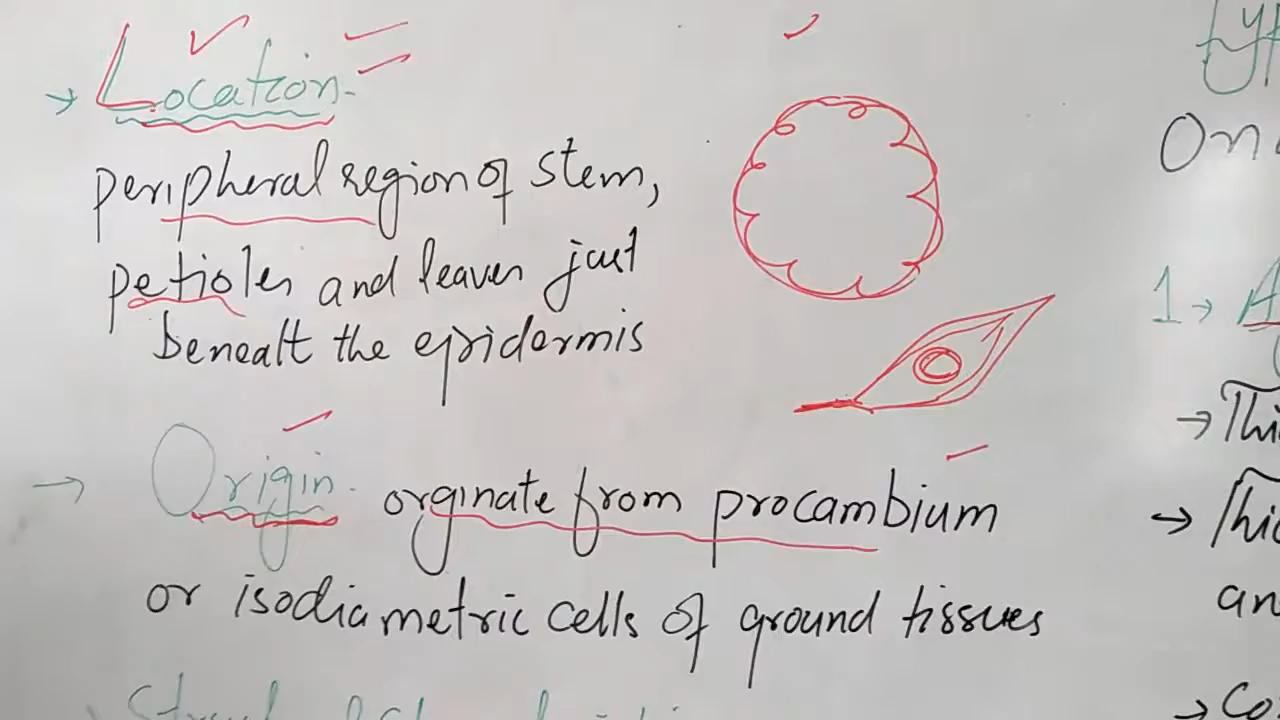 → Location-
peripheral region of stem,
petioles and leaves just
benealt the epidermis
→ Origin- orginate from procambium
or isodiametric cells of ground tissues
On
1→ A
→ Thi
→ Thi
an
→ Co